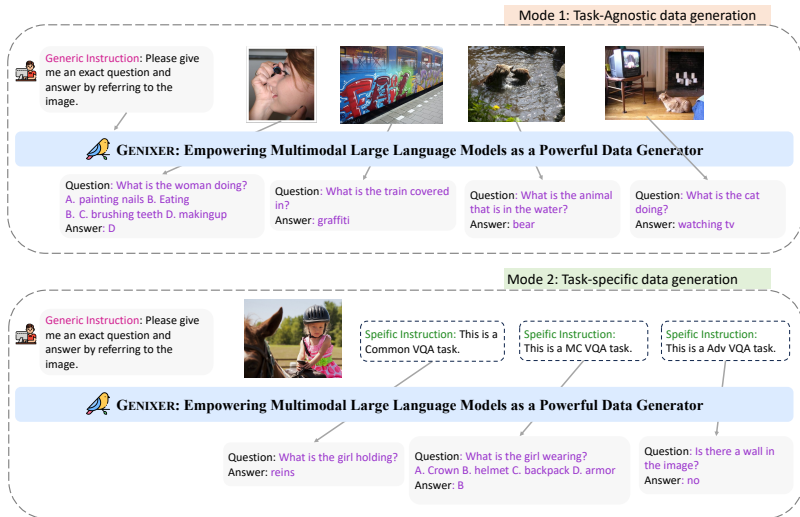 Mode 1: Task-Agnostic data generation
Generic Instruction: Please give
me an exact question and
answer by referring to the
image.
GENIXER: Empowering Multimodal Large Language Models as a Powerful Data Generator
Question: What is the woman doing?
A. painting nails B. Eating
B. C. brushing teeth D. makingup
Answer: D
Question: What is the train covered
in?
Answer: graffiti
Question: What is the animal
that is in the water?
Answer: bear
Question: What is the cat
doing?
Answer: watching tv
Mode 2: Task-specific data generation
Generic Instruction: Please give
me an exact question and
answer by referring to the
image.
Speific Instruction: This is a
Common VQA task.
Speific Instruction:
This is a MC VQA task.
Speific Instruction:
This is a Adv VQA task.
GENIXER: Empowering Multimodal Large Language Models as a Powerful Data Generator
Question: What is the girl holding?
Answer: reins
Question: What is the girl wearing?
A. Crown B. helmet C. backpack D. armor
Answer: B
Question: Is there a wall in
the image?
Answer: no